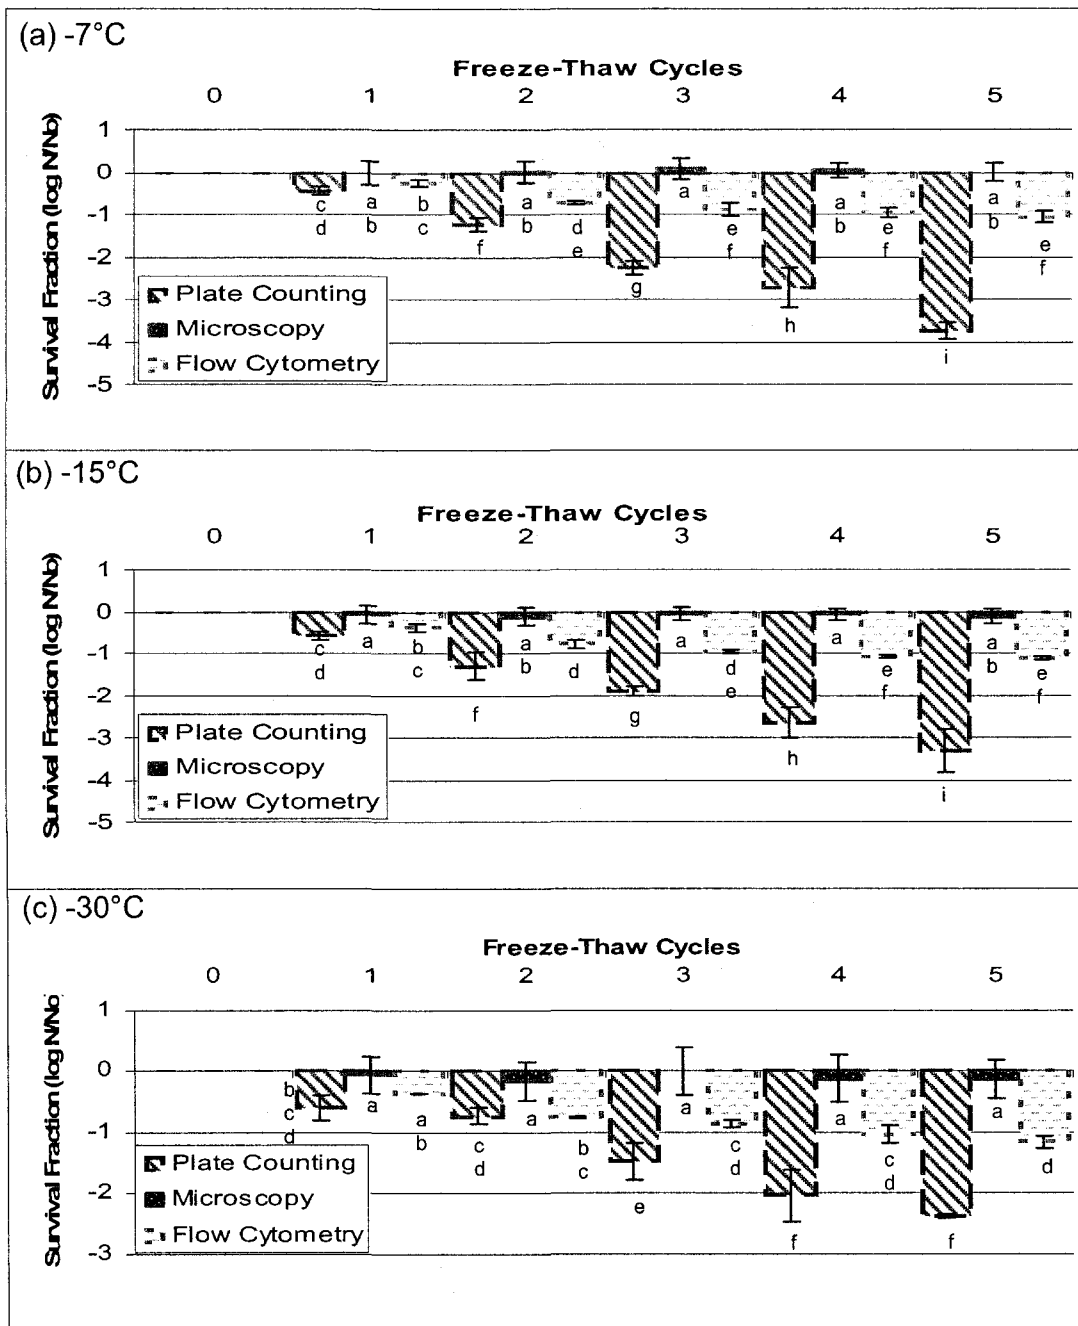 (a) -7°C
Freeze-Thaw Cycles
0 1 2 3 4 5
Survival Fraction (log N/No)
1
0
-1
-2
-3
-4
-5
c a b a d a e a e a e
d b c f b e g f h b f i b f
Plate Counting
Microscopy
Flow Cytometry
(b) -15°C
Freeze-Thaw Cycles
0 1 2 3 4 5
Survival Fraction (log N/No)
1
0
-1
-2
-3
-4
-5
c a b a d a d a e a e
d c f b g e h b f i b f
Plate Counting
Microscopy
Flow Cytometry
(c) -30°C
Freeze-Thaw Cycles
0 1 2 3 4 5
Survival Fraction (log N/No)
1
0
-1
-2
-3
b a a c a b a c a c a d
c b d c e d f d f
d
Plate Counting
Microscopy
Flow Cytometry